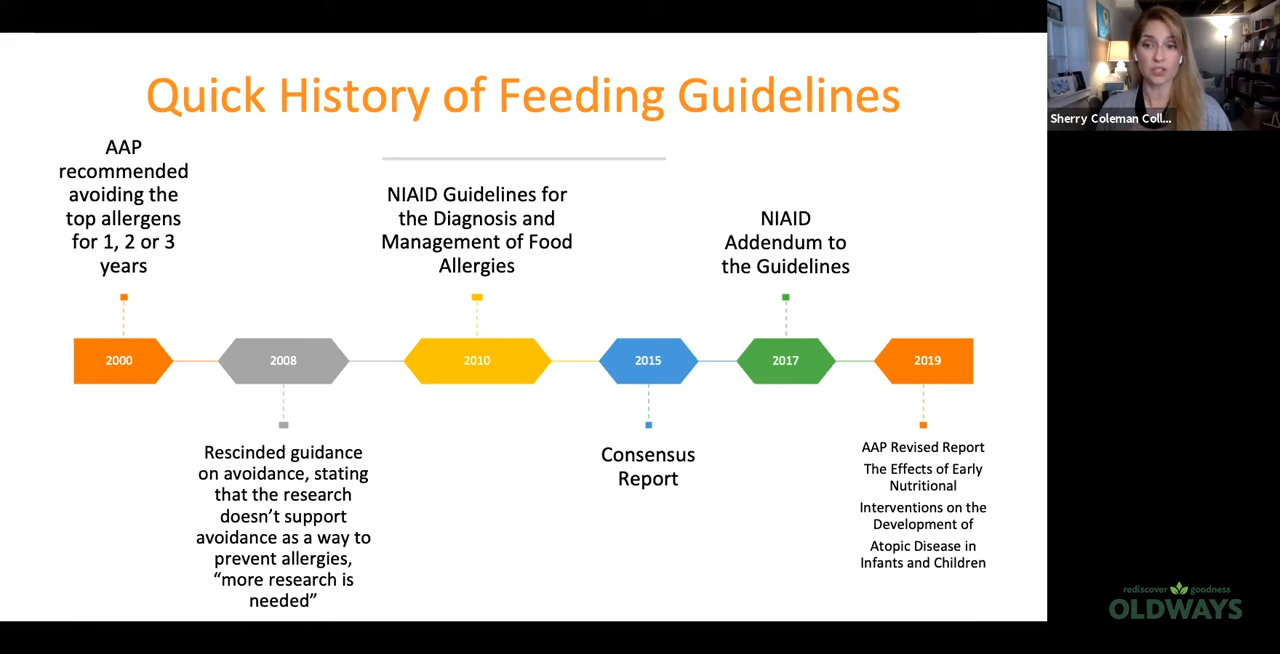 Quick History of Feeding Guidelines
AAP
recommended
avoiding the
top allergens
for 1, 2 or 3
years
NIAID Guidelines for
the Diagnosis and
Management of Food
Allergies
NIAID
Addendum to
the Guidelines
2000
2008
2010
2015
2017
2019
Rescinded guidance
on avoidance, stating
that the research
doesn’t support
avoidance as a way to
prevent allergies,
“more research is
needed”
Consensus
Report
AAP Revised Report
The Effects of Early
Nutritional
Interventions on the
Development of
Atopic Disease in
Infants and Children
Sherry Coleman Coll...
rediscover goodness
OLDWAYS